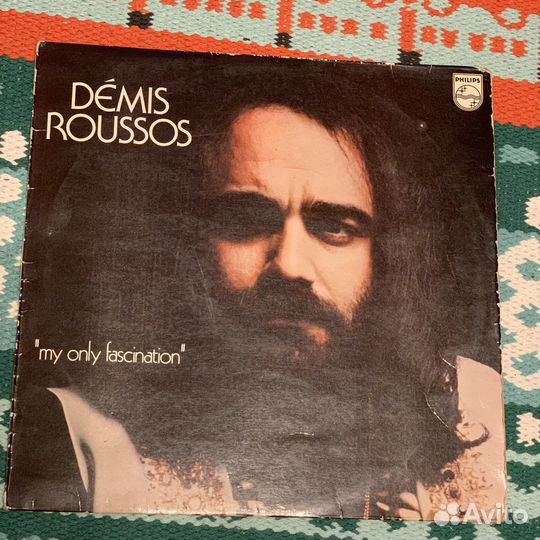 DÉMIS
ROUSSOS
PHILIPS
"my only fascination"
Avito